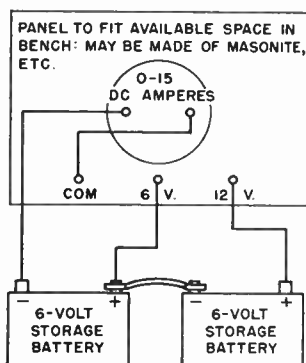 PANEL TO FIT AVAILABLE SPACE IN
BENCH: MAY BE MADE OF MASONITE,
ETC.
0-15
DC AMPERES
COM
6 V.
12 V.
- +
- +
6-VOLT
STORAGE
BATTERY
6-VOLT
STORAGE
BATTERY